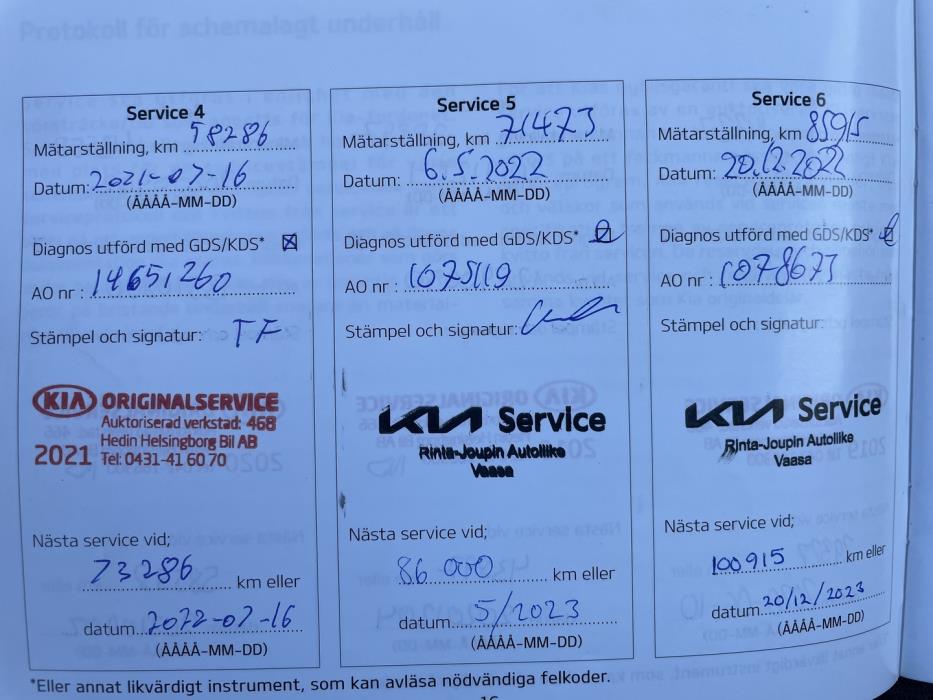 Protokoll för schemalagt underhåll
Service 4
Mätarställning, km 58286
Datum: 2021-07-16
(ÅÅÅÅ-MM-DD)
Diagnos utförd med GDS/KDS* ☒
AO nr : 14651260
Stämpel och signatur: TF
KIA ORIGINALSERVICE
Auktoriserad verkstad: 468
Hedin Helsingborg Bil AB
2021 Tel: 0431-41 60 70
Nästa service vid;
73286 km eller
datum 2022-07-16
(ÅÅÅÅ-MM-DD)
Service 5
Mätarställning, km 71473
Datum: 6.5.2022
(ÅÅÅÅ-MM-DD)
Diagnos utförd med GDS/KDS*
AO nr : 1075119
Stämpel och signatur:
KIA Service
Rinta-Joupin Autoliike
Vaasa
Nästa service vid;
86 000 km eller
datum 5/2023
(ÅÅÅÅ-MM-DD)
Service 6
Mätarställning, km 85915
Datum: 20.12.2022
(ÅÅÅÅ-MM-DD)
Diagnos utförd med GDS/KDS*
AO nr : 1078673
Stämpel och signatur:
KIA Service
Rinta-Joupin Autoliike
Vaasa
Nästa service vid;
100915 km eller
datum 20/12/2023
(ÅÅÅÅ-MM-DD)
*Eller annat likvärdigt instrument, som kan avläsa nödvändiga felkoder.